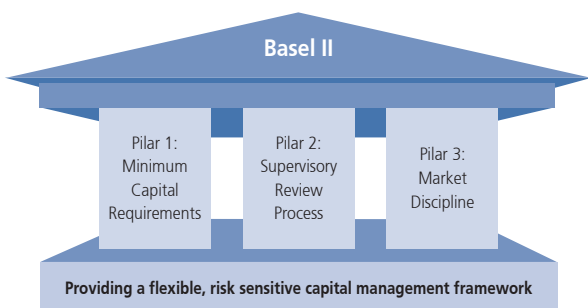 Basel II
Pilar 1:
Minimum
Capital
Requirements
Pilar 2:
Supervisory
Review
Process
Pilar 3:
Market
Discipline
Providing a flexible, risk sensitive capital management framework